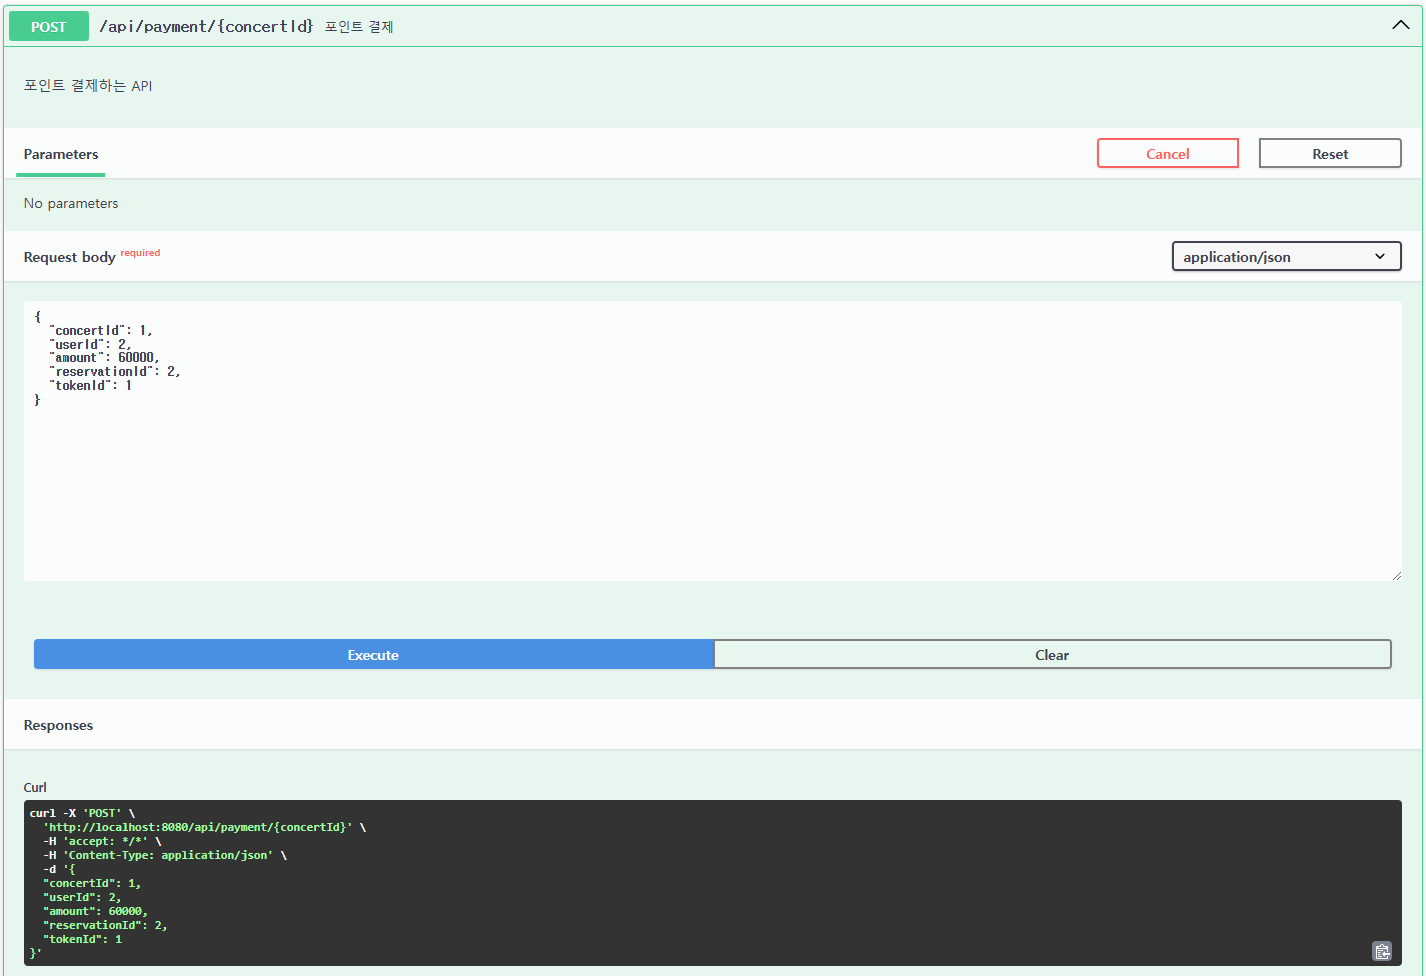 POST /api/payment/{concertId} 포인트 결제
포인트 결제하는 API
Parameters
Cancel
Reset
No parameters
Request body required
application/json
{
  "concertId": 1,
  "userId": 2,
  "amount": 60000,
  "reservationId": 2,
  "tokenId": 1
}
Execute
Clear
Responses
Curl
curl -X 'POST' \
  'http://localhost:8080/api/payment/{concertId}' \
  -H 'accept: */*' \
  -H 'Content-Type: application/json' \
  -d '{
  "concertId": 1,
  "userId": 2,
  "amount": 60000,
  "reservationId": 2,
  "tokenId": 1
}'